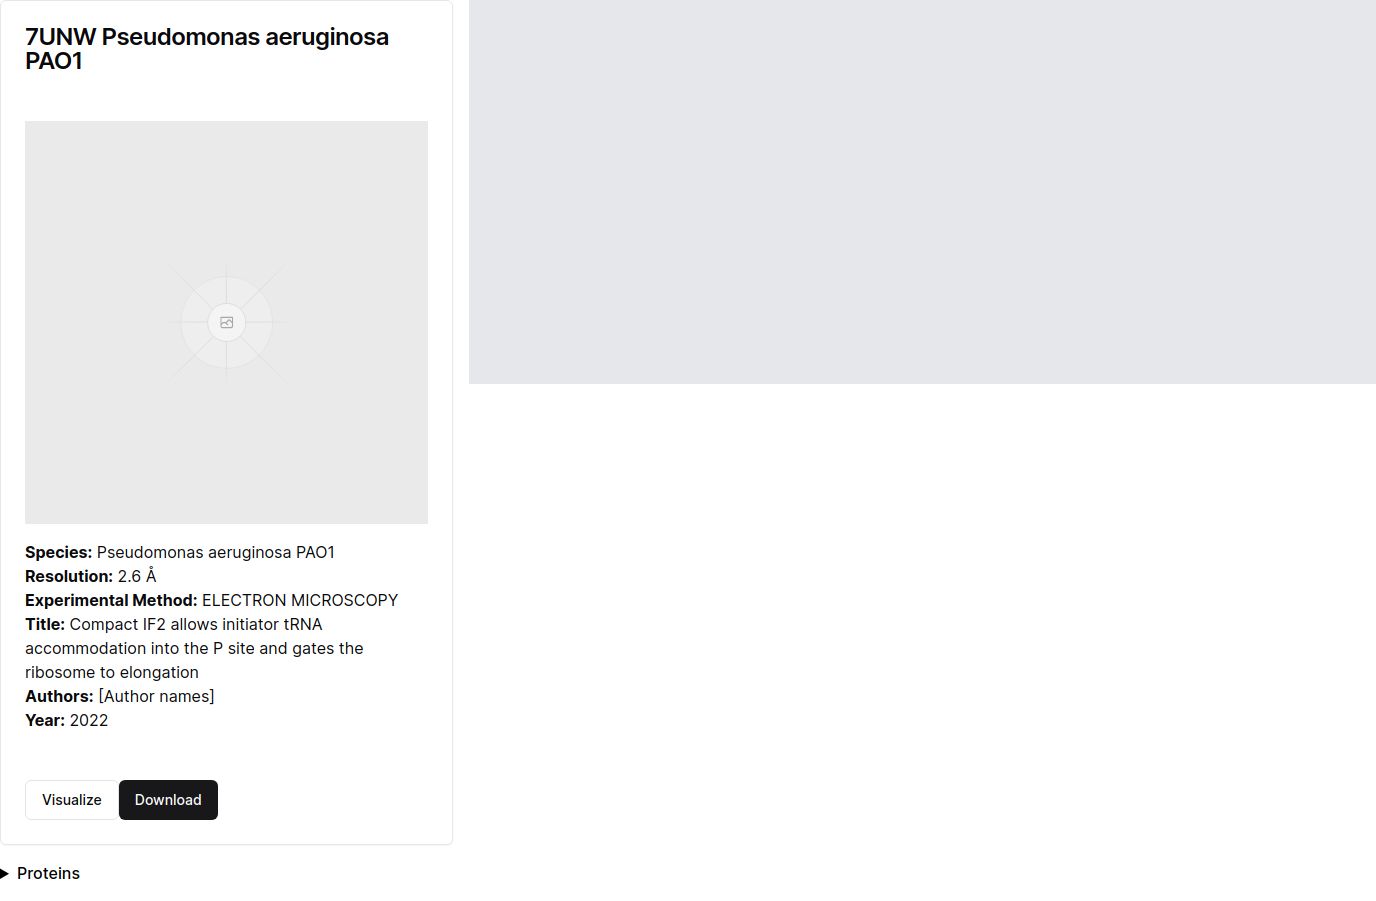 7UNW Pseudomonas aeruginosa
PAO1
Species: Pseudomonas aeruginosa PAO1
Resolution: 2.6 Å
Experimental Method: ELECTRON MICROSCOPY
Title: Compact IF2 allows initiator tRNA
accommodation into the P site and gates the
ribosome to elongation
Authors: [Author names]
Year: 2022
Visualize Download
Proteins